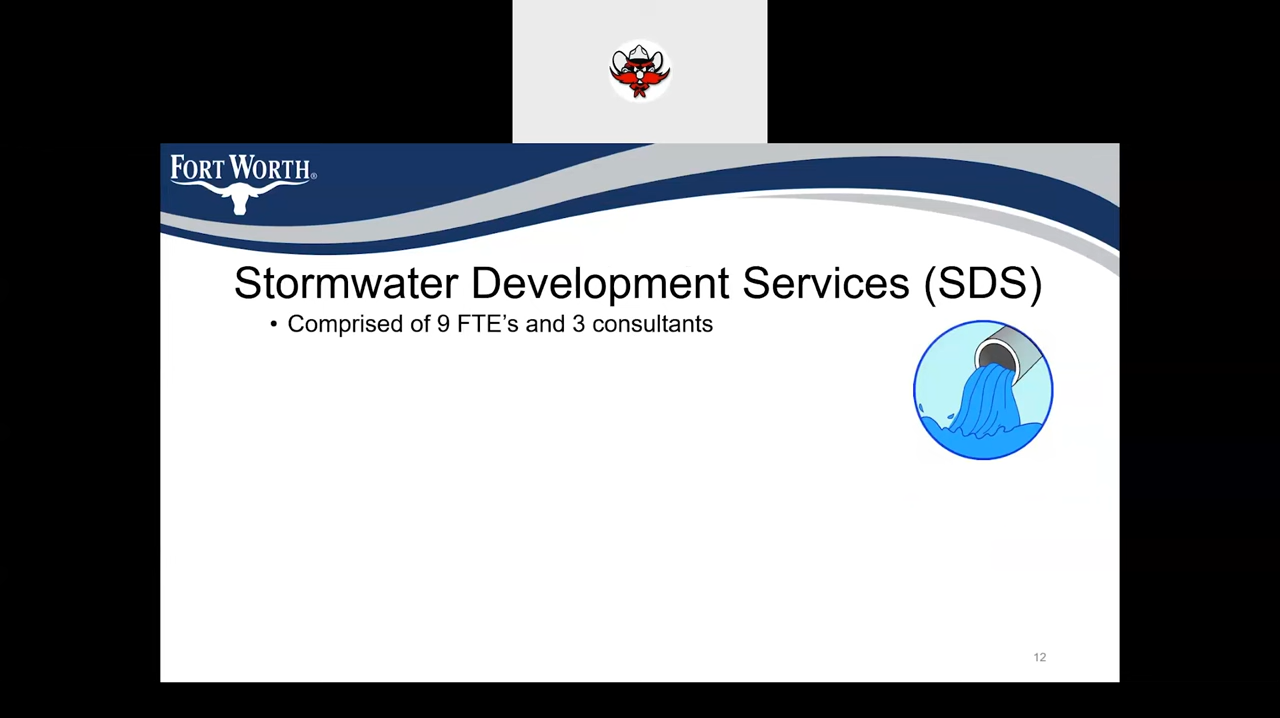 FORT WORTH®
Stormwater Development Services (SDS)
• Comprised of 9 FTE’s and 3 consultants
12